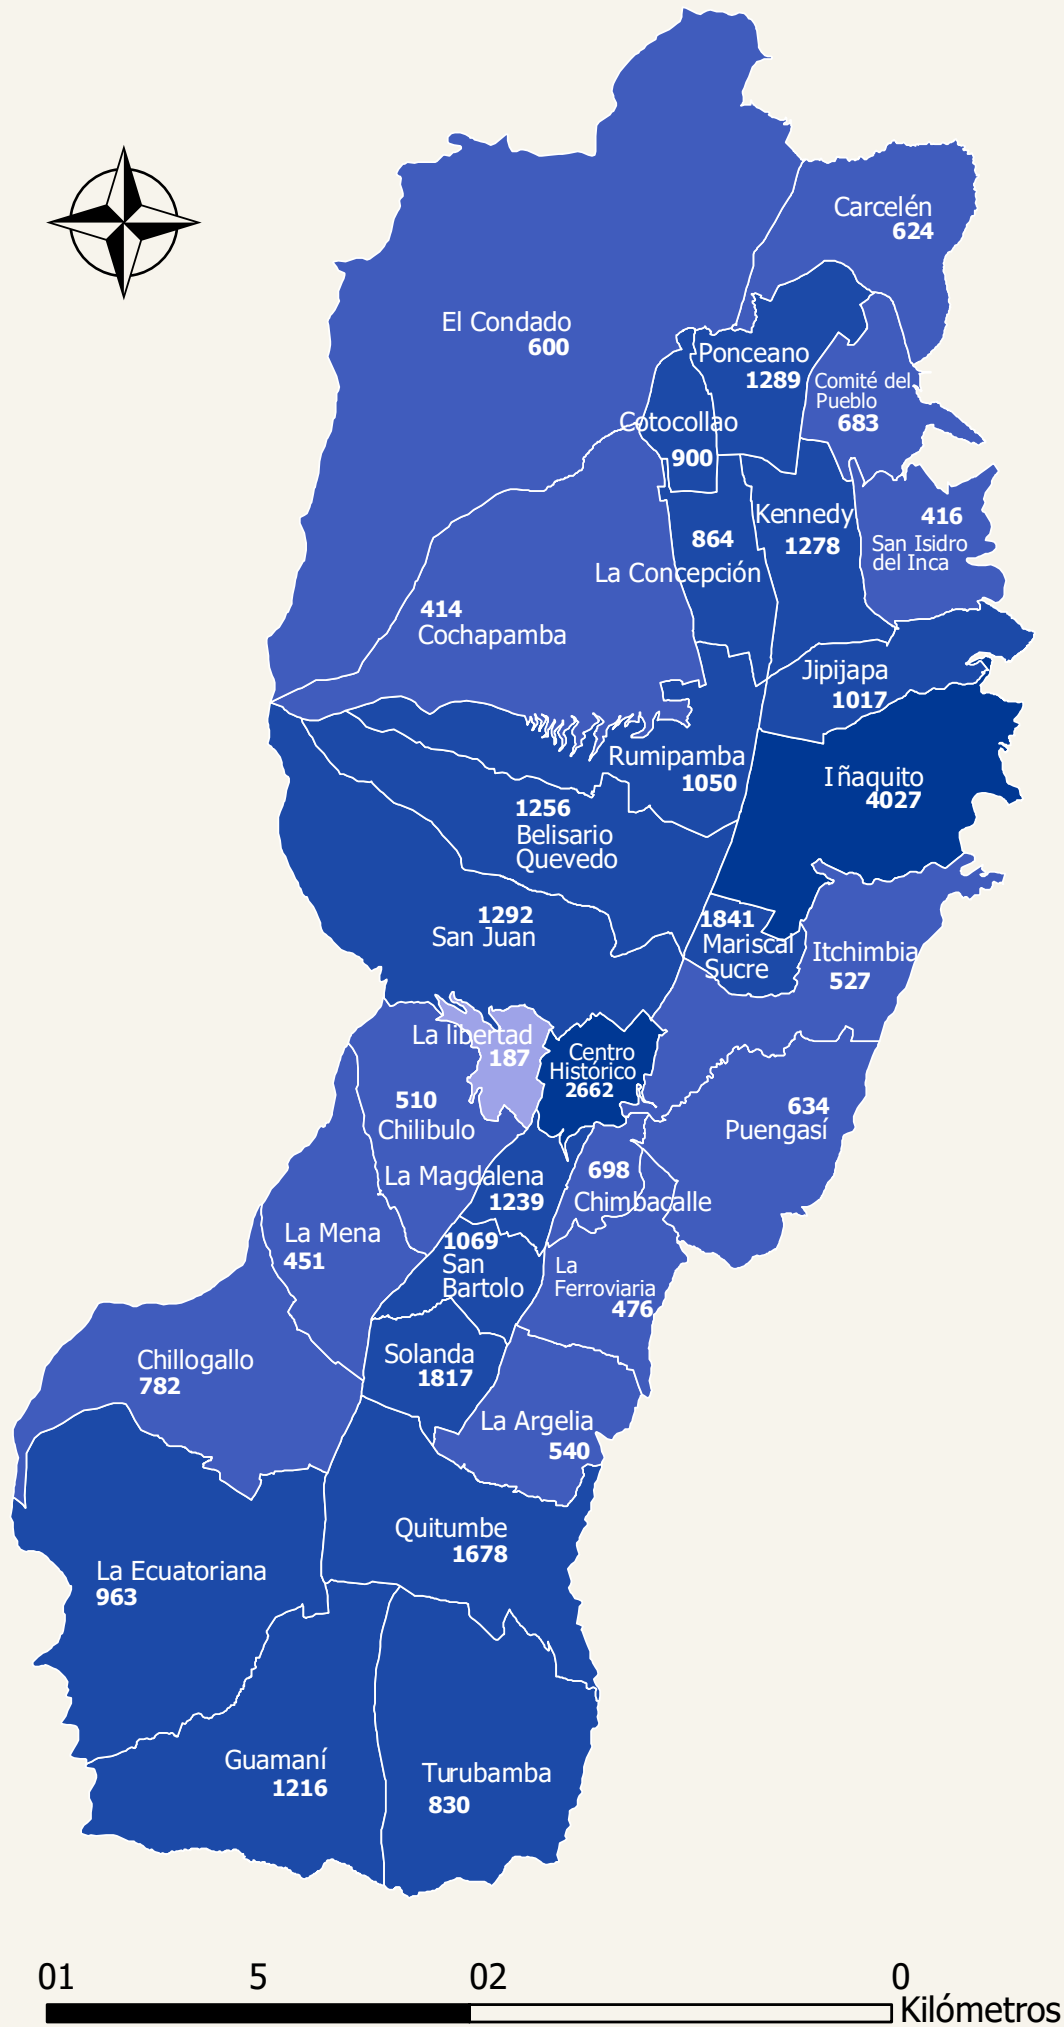 Carcelén
624
El Condado
600
Ponceano
1289
Comité del
Pueblo
683
Cotocollao
900
Kennedy
1278
416
San Isidro
del Inca
864
La Concepción
414
Cochapamba
Jipijapa
1017
Rumipamba
1050
Iñaquito
4027
1256
Belisario
Quevedo
1292
San Juan
1841
Mariscal
Sucre
Itchimbia
527
La libertad
187
Centro
Histórico
2662
510
Chilibulo
634
Puengasí
La Magdalena
1239
698
Chimbacalle
La Mena
451
1069
San
Bartolo
La
Ferroviaria
476
Chillogallo
782
Solanda
1817
La Argelia
540
Quitumbe
1678
La Ecuatoriana
963
Guamaní
1216
Turubamba
830
01 5 02 0
Kilómetros